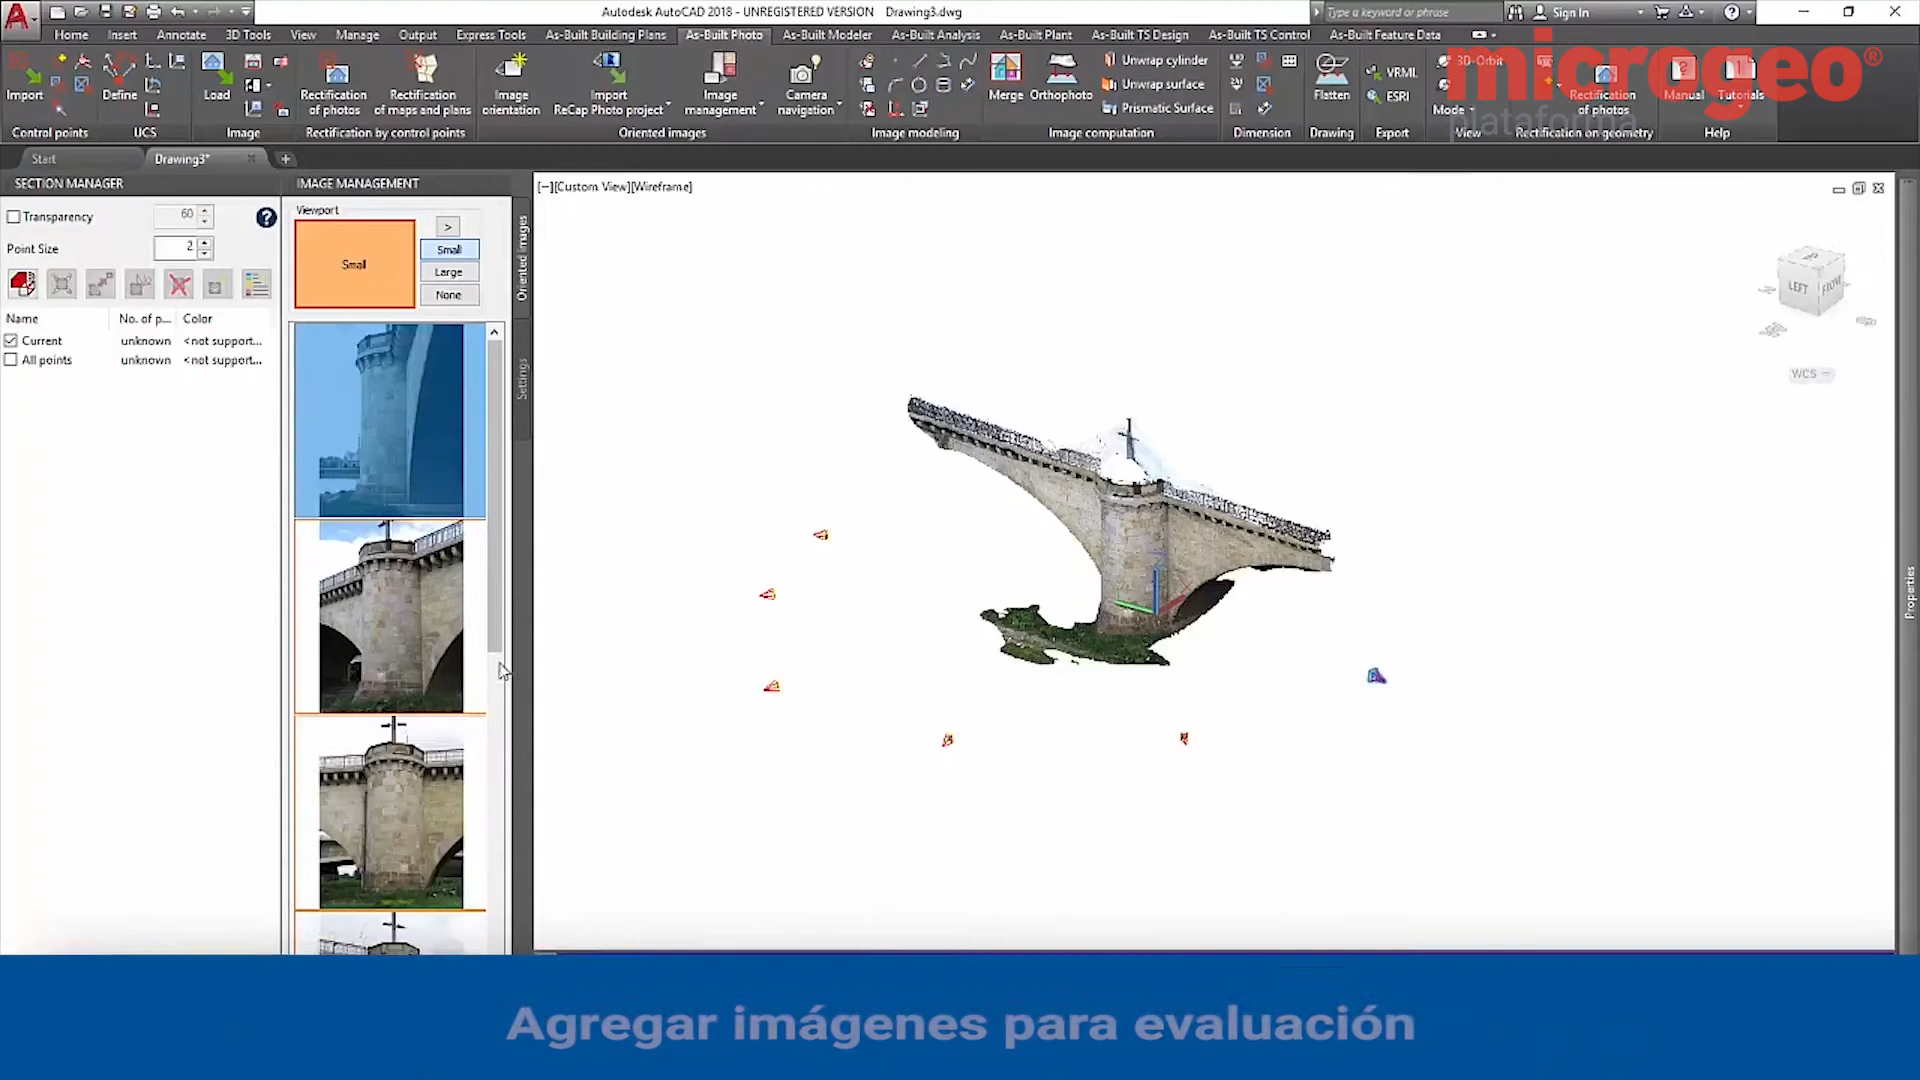 Autodesk AutoCAD 2018 - UNREGISTERED VERSION Drawing3.dwg
Type a keyword or phrase
Sign In
Home Insert Annotate 3D Tools View Manage Output Express Tools As-Built Building Plans As-Built Photo As-Built Modeler As-Built Analysis As-Built Plant As-Built TS Design As-Built TS Control As-Built Feature Data
microgeo®
plataforma
Import
Define
Load
Rectification of photos
Rectification of maps and plans
Image orientation
Import ReCap Photo project
Image management
Camera navigation
Merge
Orthophoto
Unwrap cylinder
Unwrap surface
Prismatic Surface
Flatten
VRML
ESRI
3D-Orbit
Mode
Rectification of photos
Manual
Tutorials
Control points
UCS
Image
Rectification by control points
Oriented images
Image modeling
Image computation
Dimension
Drawing
Export
View
Rectification on geometry
Help
Start
Drawing3*
SECTION MANAGER
Transparency
60
Point Size
2
Name No. of p... Color
Current unknown <not support...
All points unknown <not support...
IMAGE MANAGEMENT
Viewport
Small
>
Small
Large
None
Oriented images
Settings
[−][Custom View][Wireframe]
LEFT
FRONT
WCS
Properties
Agregar imágenes para evaluación